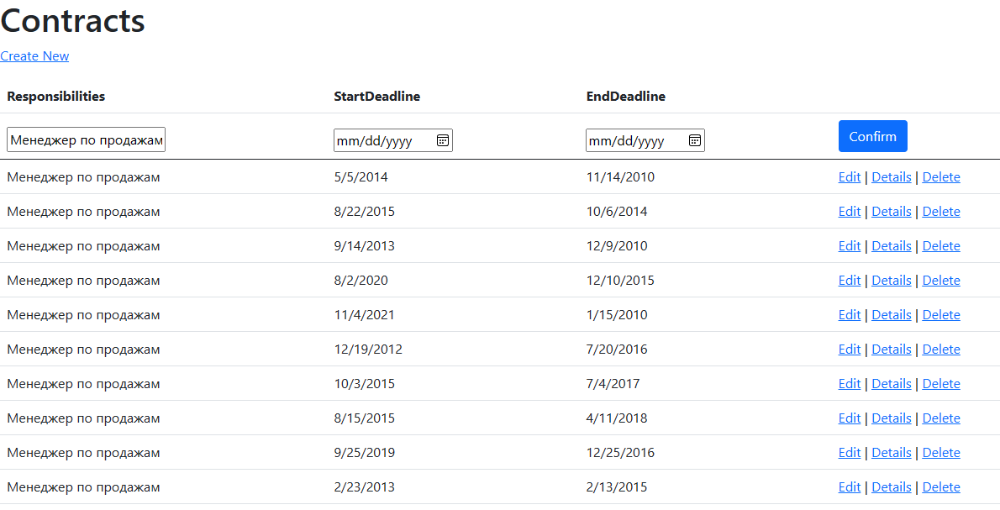 Contracts
Create New
Responsibilities StartDeadline EndDeadline
Менеджер по продажам mm/dd/yyyy mm/dd/yyyy Confirm
Менеджер по продажам 5/5/2014 11/14/2010 Edit | Details | Delete
Менеджер по продажам 8/22/2015 10/6/2014 Edit | Details | Delete
Менеджер по продажам 9/14/2013 12/9/2010 Edit | Details | Delete
Менеджер по продажам 8/2/2020 12/10/2015 Edit | Details | Delete
Менеджер по продажам 11/4/2021 1/15/2010 Edit | Details | Delete
Менеджер по продажам 12/19/2012 7/20/2016 Edit | Details | Delete
Менеджер по продажам 10/3/2015 7/4/2017 Edit | Details | Delete
Менеджер по продажам 8/15/2015 4/11/2018 Edit | Details | Delete
Менеджер по продажам 9/25/2019 12/25/2016 Edit | Details | Delete
Менеджер по продажам 2/23/2013 2/13/2015 Edit | Details | Delete